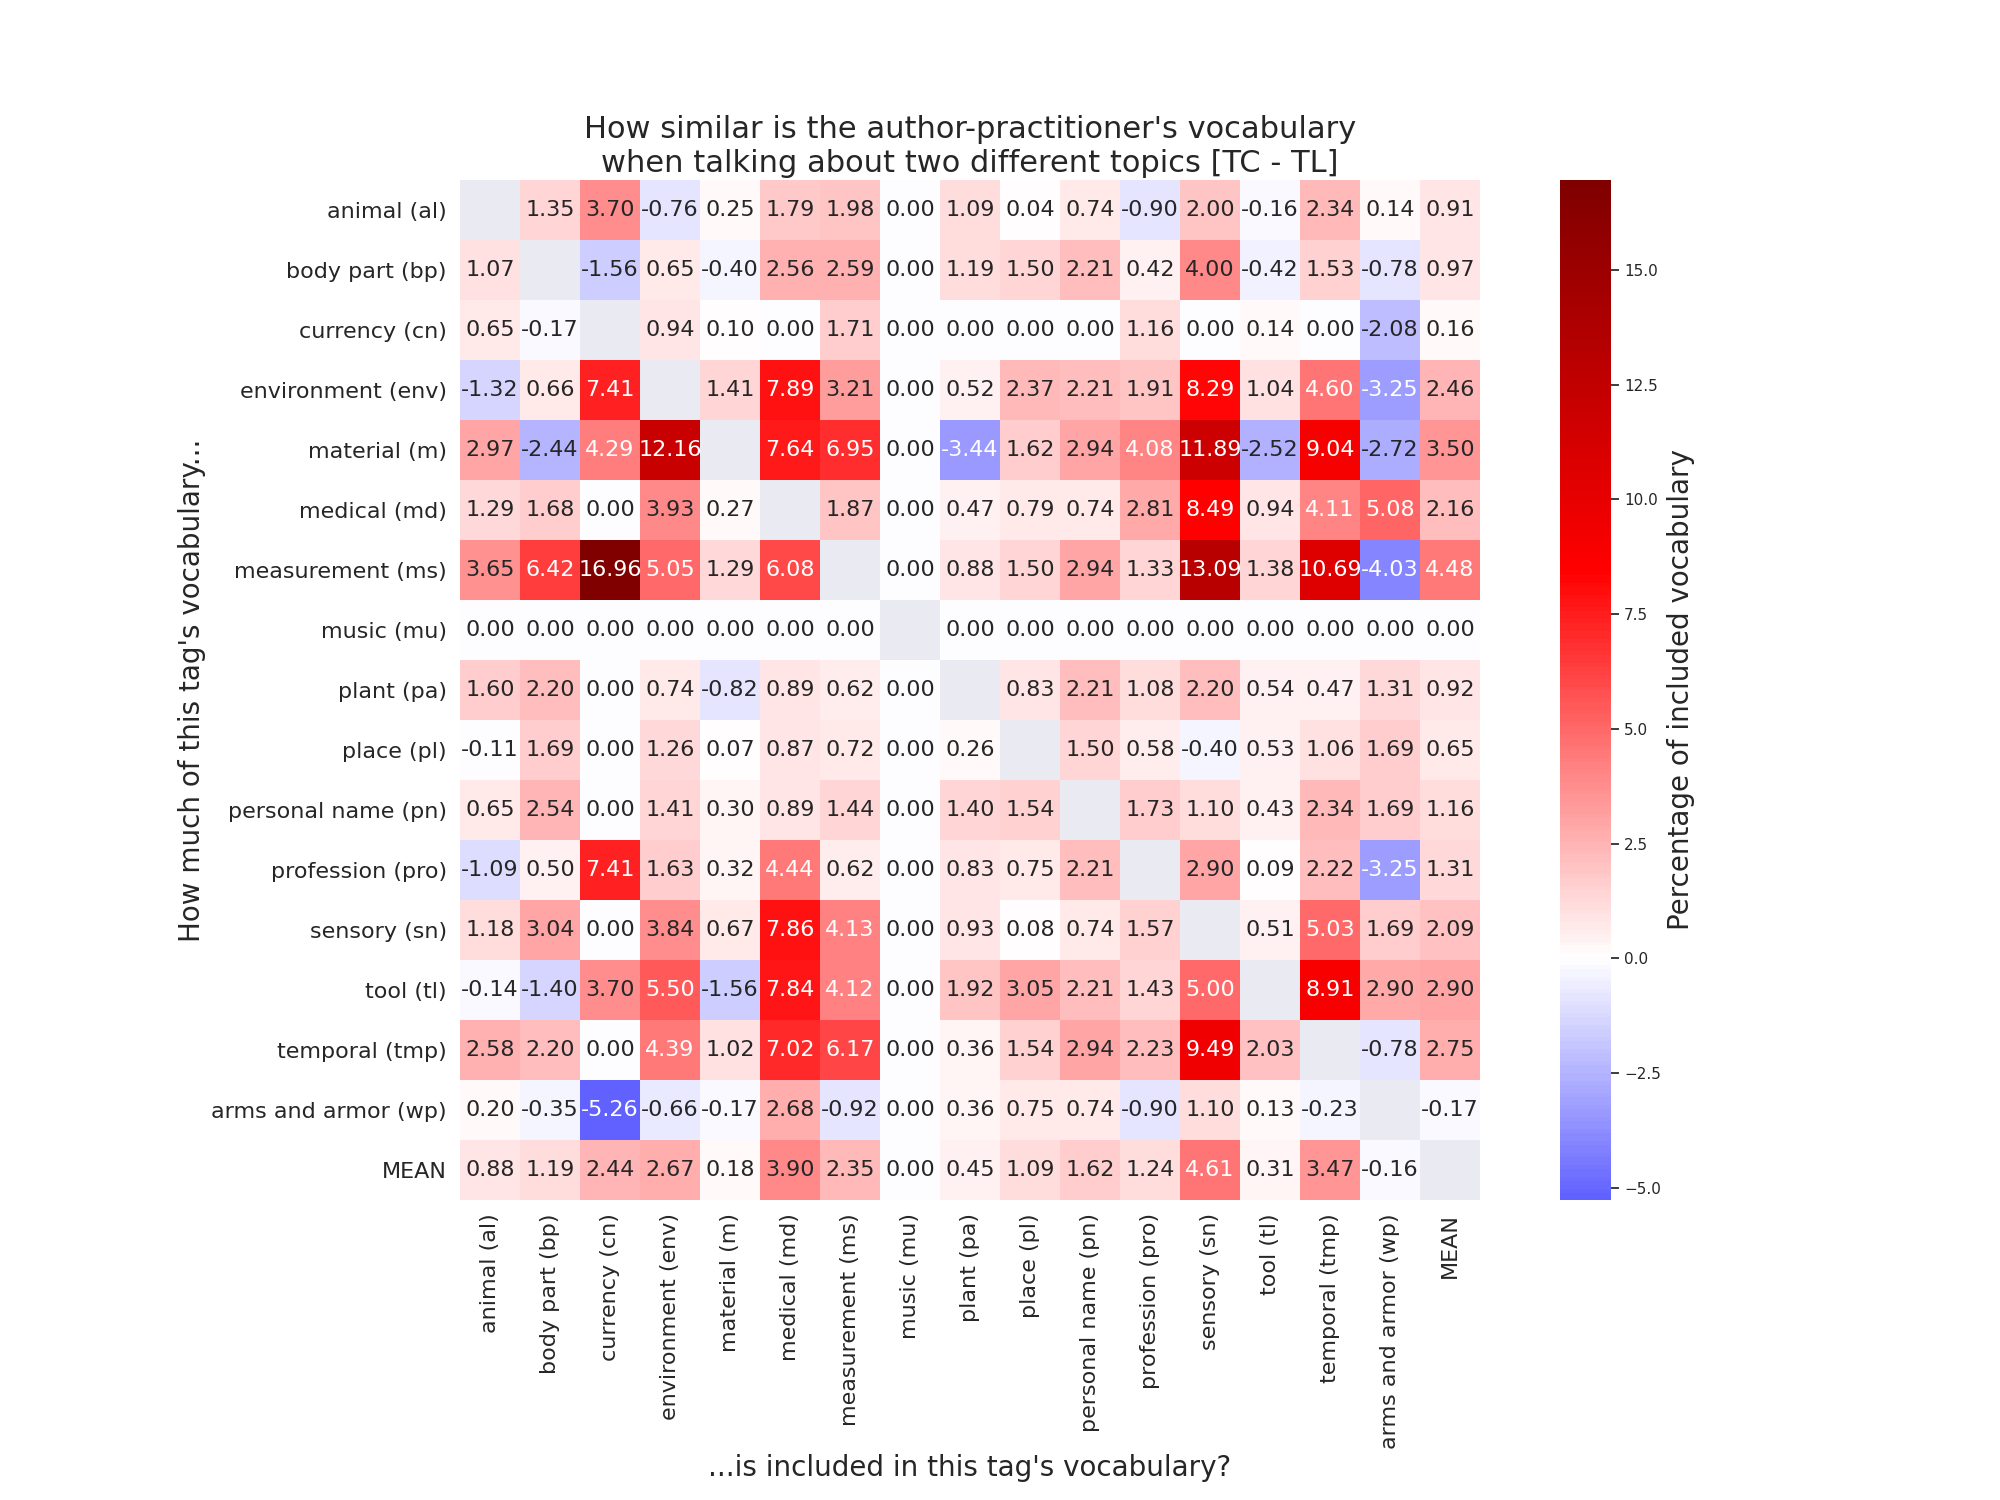 How similar is the author-practitioner's vocabulary
when talking about two different topics [TC - TL]
How much of this tag's vocabulary...
animal (al) 1.35 3.70 -0.76 0.25 1.79 1.98 0.00 1.09 0.04 0.74 -0.90 2.00 -0.16 2.34 0.14 0.91
body part (bp) 1.07 -1.56 0.65 -0.40 2.56 2.59 0.00 1.19 1.50 2.21 0.42 4.00 -0.42 1.53 -0.78 0.97
currency (cn) 0.65 -0.17 0.94 0.10 0.00 1.71 0.00 0.00 0.00 0.00 1.16 0.00 0.14 0.00 -2.08 0.16
environment (env) -1.32 0.66 7.41 1.41 7.89 3.21 0.00 0.52 2.37 2.21 1.91 8.29 1.04 4.60 -3.25 2.46
material (m) 2.97 -2.44 4.29 12.16 7.64 6.95 0.00 -3.44 1.62 2.94 4.08 11.89 -2.52 9.04 -2.72 3.50
medical (md) 1.29 1.68 0.00 3.93 0.27 1.87 0.00 0.47 0.79 0.74 2.81 8.49 0.94 4.11 5.08 2.16
measurement (ms) 3.65 6.42 16.96 5.05 1.29 6.08 0.00 0.88 1.50 2.94 1.33 13.09 1.38 10.69 -4.03 4.48
music (mu) 0.00 0.00 0.00 0.00 0.00 0.00 0.00 0.00 0.00 0.00 0.00 0.00 0.00 0.00 0.00 0.00
plant (pa) 1.60 2.20 0.00 0.74 -0.82 0.89 0.62 0.00 0.83 2.21 1.08 2.20 0.54 0.47 1.31 0.92
place (pl) -0.11 1.69 0.00 1.26 0.07 0.87 0.72 0.00 0.26 1.50 0.58 -0.40 0.53 1.06 1.69 0.65
personal name (pn) 0.65 2.54 0.00 1.41 0.30 0.89 1.44 0.00 1.40 1.54 1.73 1.10 0.43 2.34 1.69 1.16
profession (pro) -1.09 0.50 7.41 1.63 0.32 4.44 0.62 0.00 0.83 0.75 2.21 2.90 0.09 2.22 -3.25 1.31
sensory (sn) 1.18 3.04 0.00 3.84 0.67 7.86 4.13 0.00 0.93 0.08 0.74 1.57 0.51 5.03 1.69 2.09
tool (tl) -0.14 -1.40 3.70 5.50 -1.56 7.84 4.12 0.00 1.92 3.05 2.21 1.43 5.00 8.91 2.90 2.90
temporal (tmp) 2.58 2.20 0.00 4.39 1.02 7.02 6.17 0.00 0.36 1.54 2.94 2.23 9.49 2.03 -0.78 2.75
arms and armor (wp) 0.20 -0.35 -5.26 -0.66 -0.17 2.68 -0.92 0.00 0.36 0.75 0.74 -0.90 1.10 0.13 -0.23 -0.17
MEAN 0.88 1.19 2.44 2.67 0.18 3.90 2.35 0.00 0.45 1.09 1.62 1.24 4.61 0.31 3.47 -0.16
animal (al)
body part (bp)
currency (cn)
environment (env)
material (m)
medical (md)
measurement (ms)
music (mu)
plant (pa)
place (pl)
personal name (pn)
profession (pro)
sensory (sn)
tool (tl)
temporal (tmp)
arms and armor (wp)
MEAN
...is included in this tag's vocabulary?
15.0
12.5
10.0
7.5
5.0
2.5
0.0
−2.5
−5.0
Percentage of included vocabulary